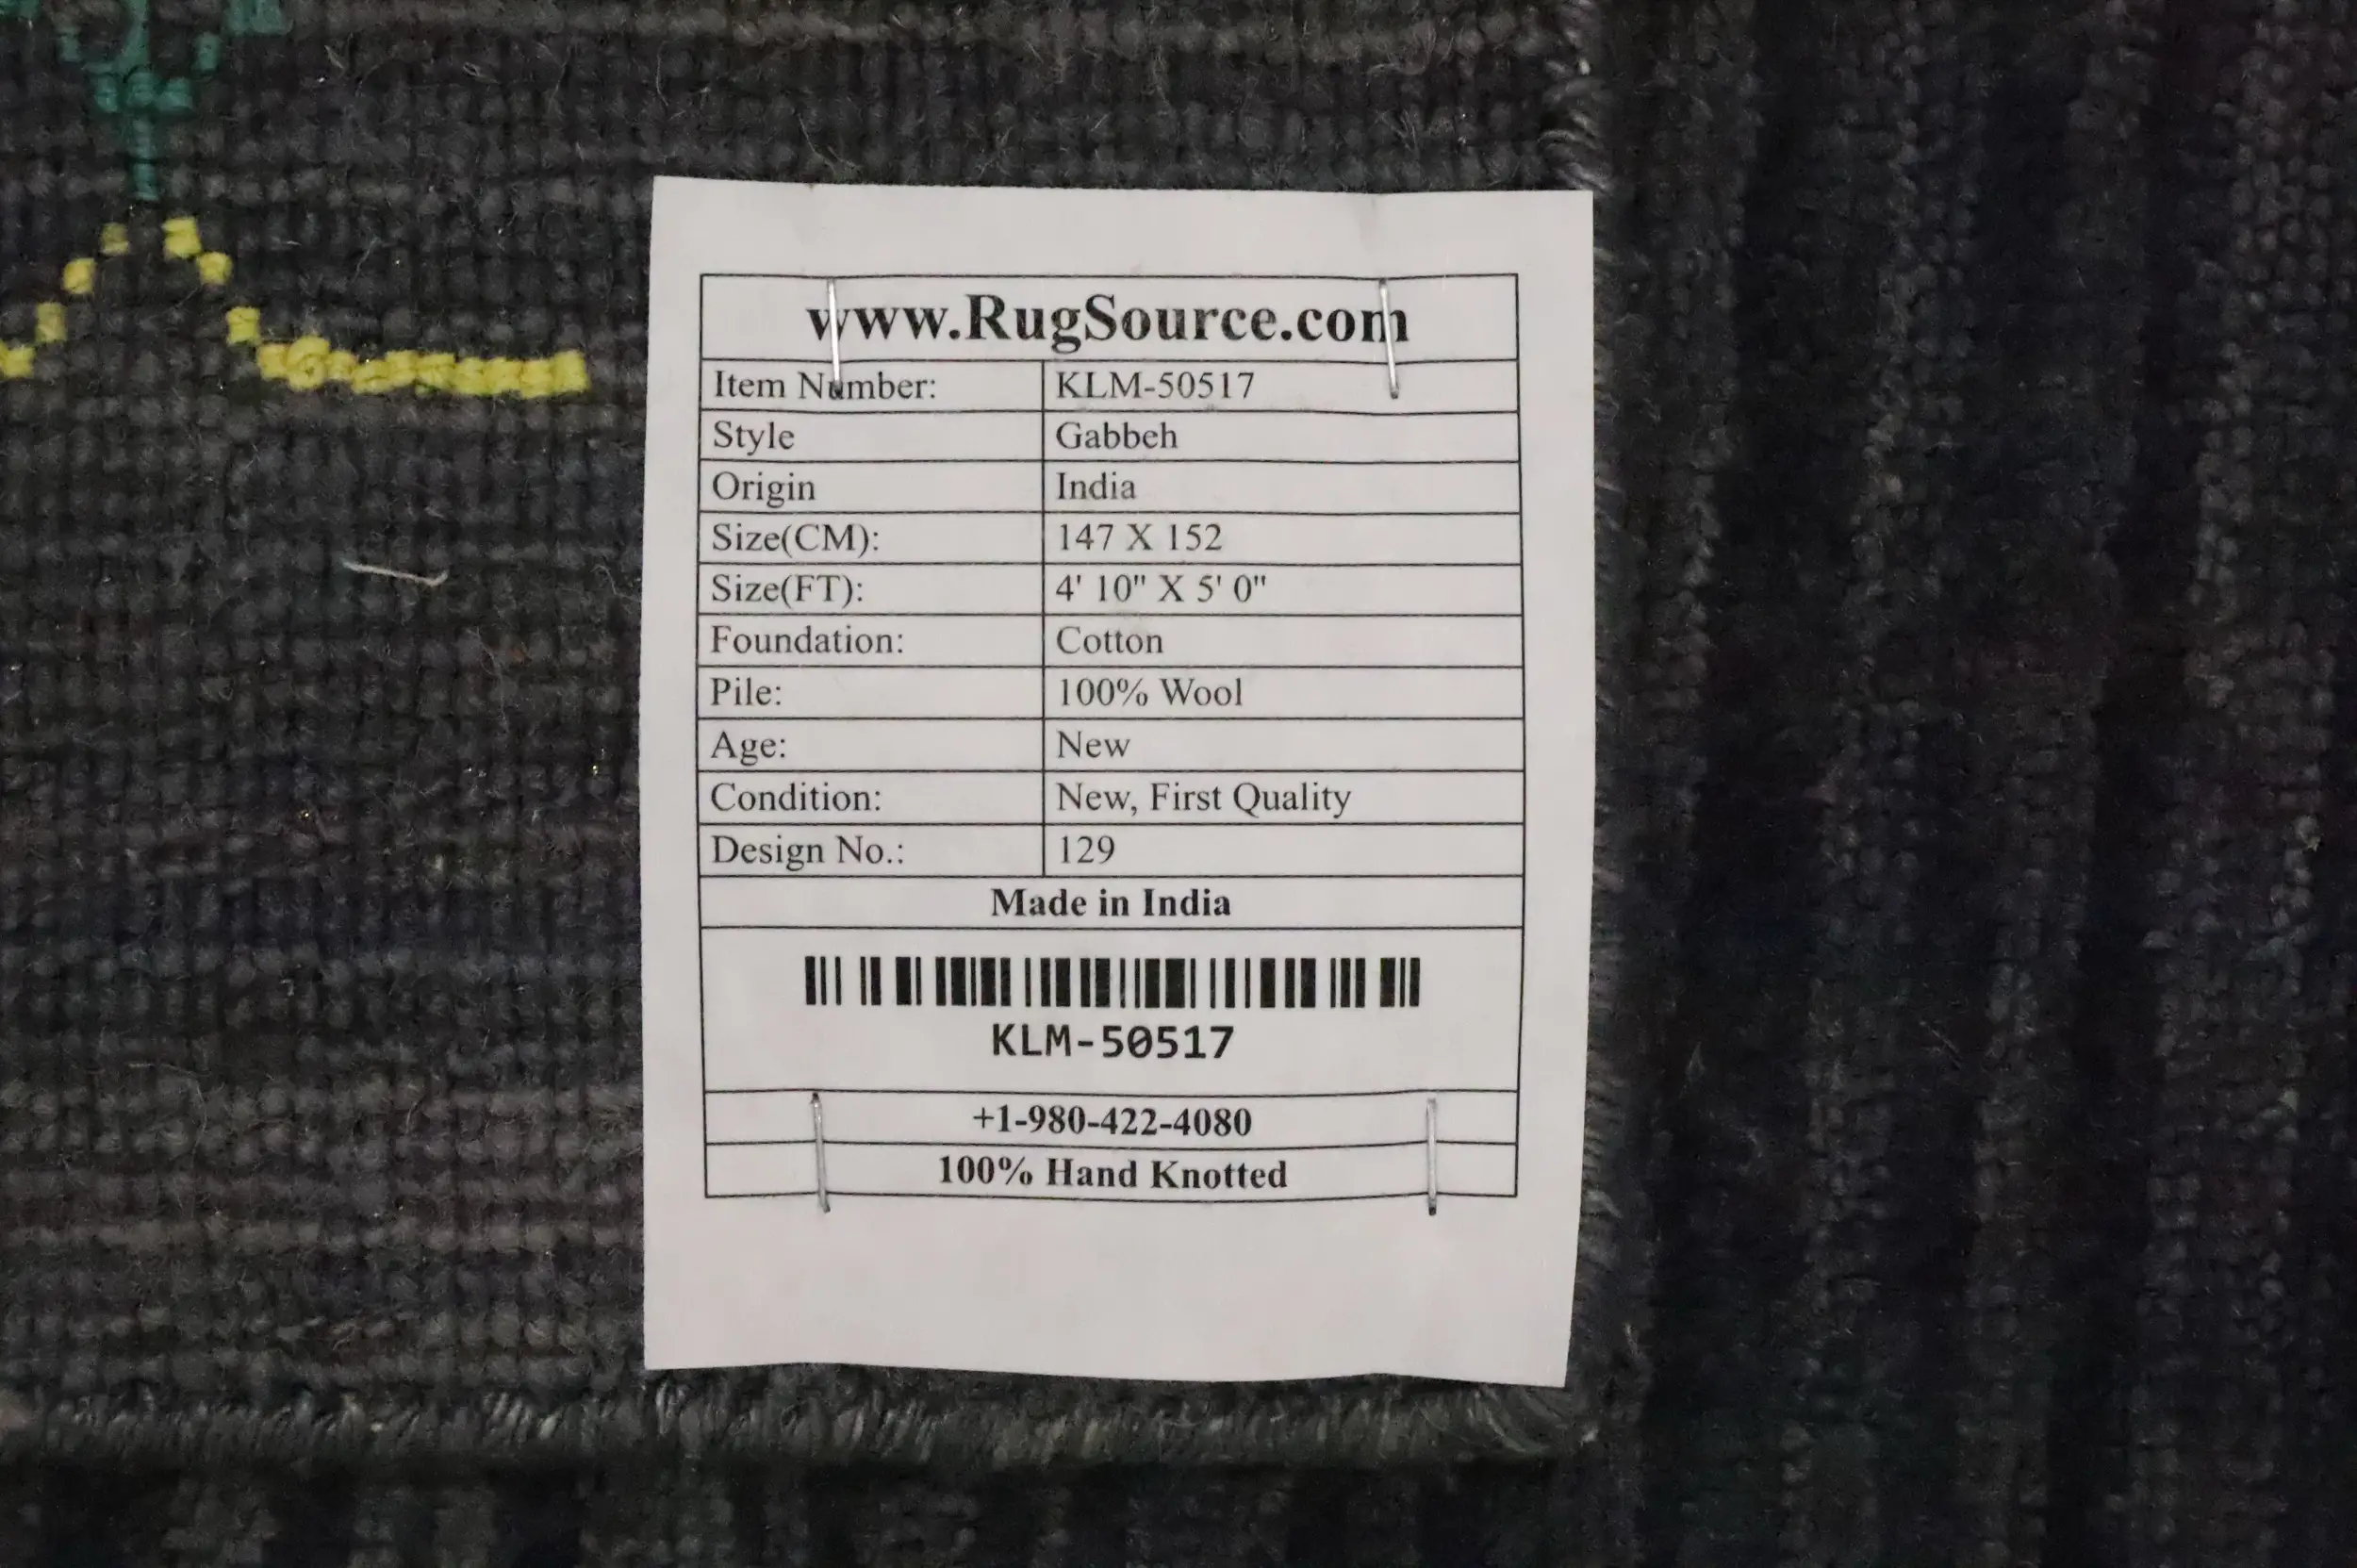 www.RugSource.com
Item Number: KLM-50517
Style Gabbeh
Origin India
Size(CM): 147 X 152
Size(FT): 4' 10" X 5' 0"
Foundation: Cotton
Pile: 100% Wool
Age: New
Condition: New, First Quality
Design No.: 129
Made in India
KLM-50517
+1-980-422-4080
100% Hand Knotted